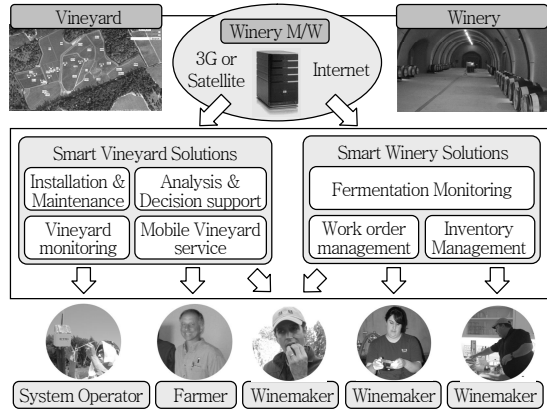 Vineyard
Winery M/W
Winery
3G or
Satellite
Internet
Smart Vineyard Solutions
Installation &
Maintenance
Analysis &
Decision support
Vineyard
monitoring
Mobile Vineyard
service
Smart Winery Solutions
Fermentation Monitoring
Work order
management
Inventory
Management
System Operator
Farmer
Winemaker
Winemaker
Winemaker